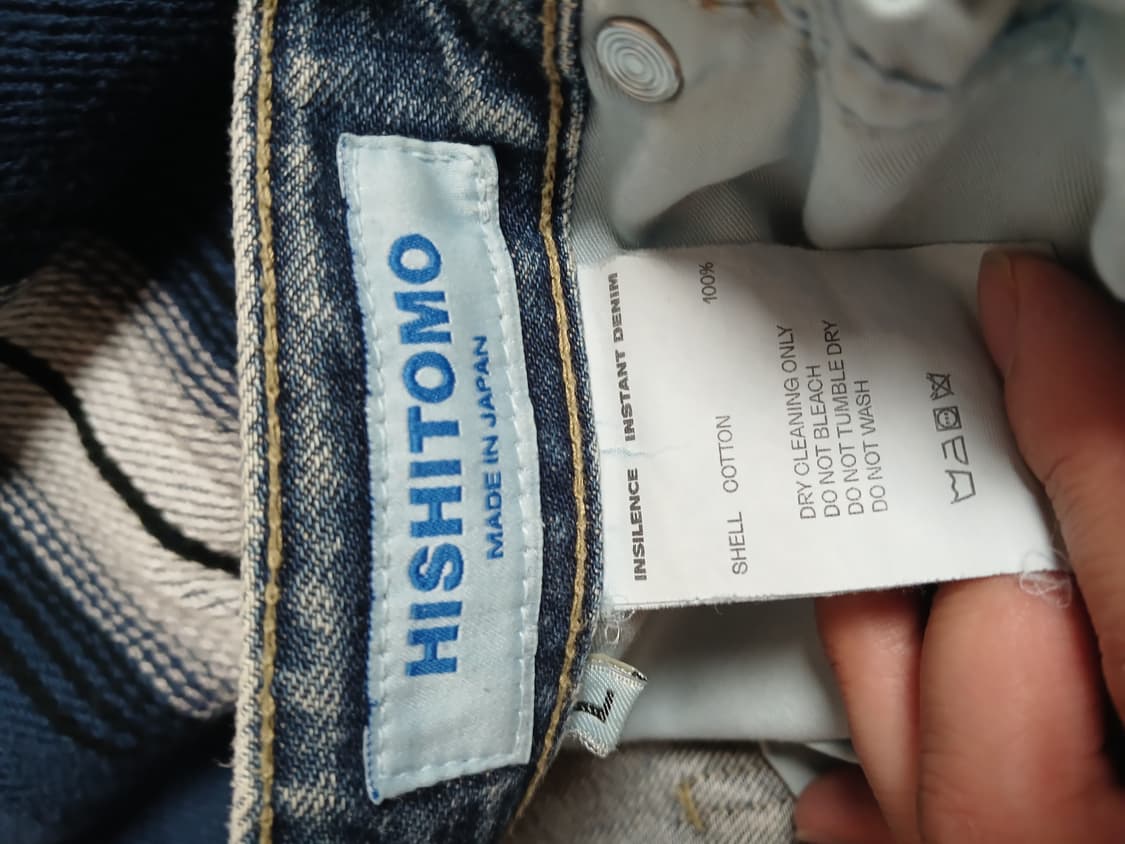 HISHITOMO
MADE IN JAPAN
INSILENCE INSTANT DENIM
SHELL COTTON 100%
DRY CLEANING ONLY
DO NOT BLEACH
DO NOT TUMBLE DRY
DO NOT WASH
L